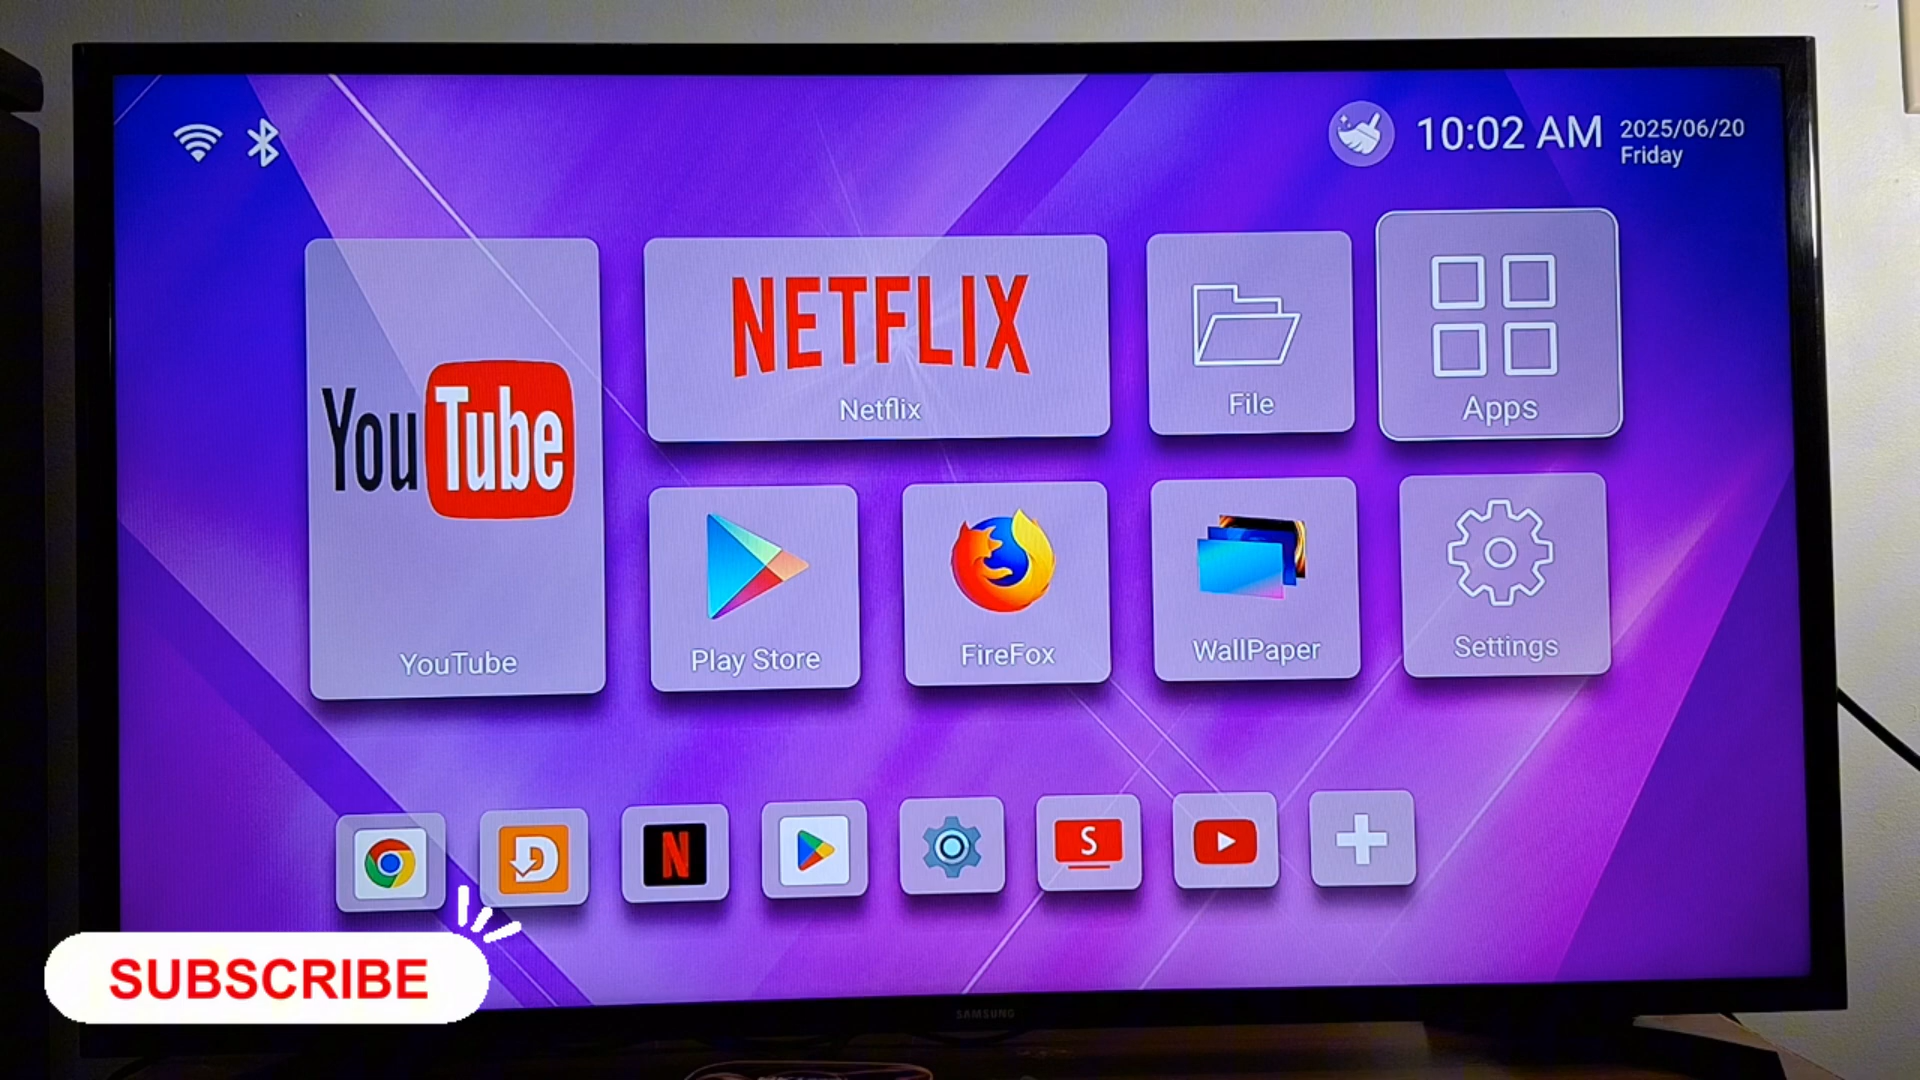 10:02 AM
2025/06/20
Friday
YouTube
YouTube
NETFLIX
Netflix
File
Apps
Play Store
FireFox
WallPaper
Settings
D
N
S
SUBSCRIBE
SAMSUNG